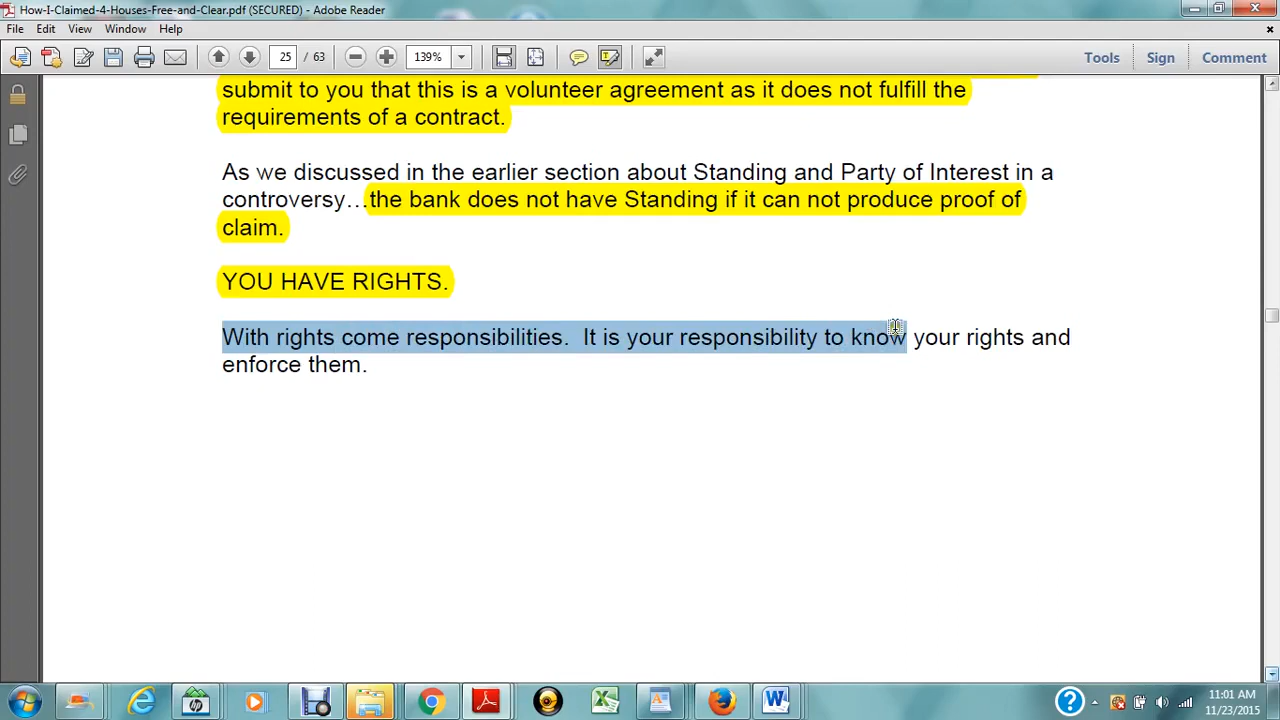 How-I-Claimed-4-Houses-Free-and-Clear.pdf (SECURED) - Adobe Reader
File Edit View Window Help
25 / 63 139% Tools Sign Comment
submit to you that this is a volunteer agreement as it does not fulfill the
requirements of a contract.
As we discussed in the earlier section about Standing and Party of Interest in a
controversy…the bank does not have Standing if it can not produce proof of
claim.
YOU HAVE RIGHTS.
With rights come responsibilities.  It is your responsibility to know your rights and
enforce them.
11:01 AM
11/23/2015